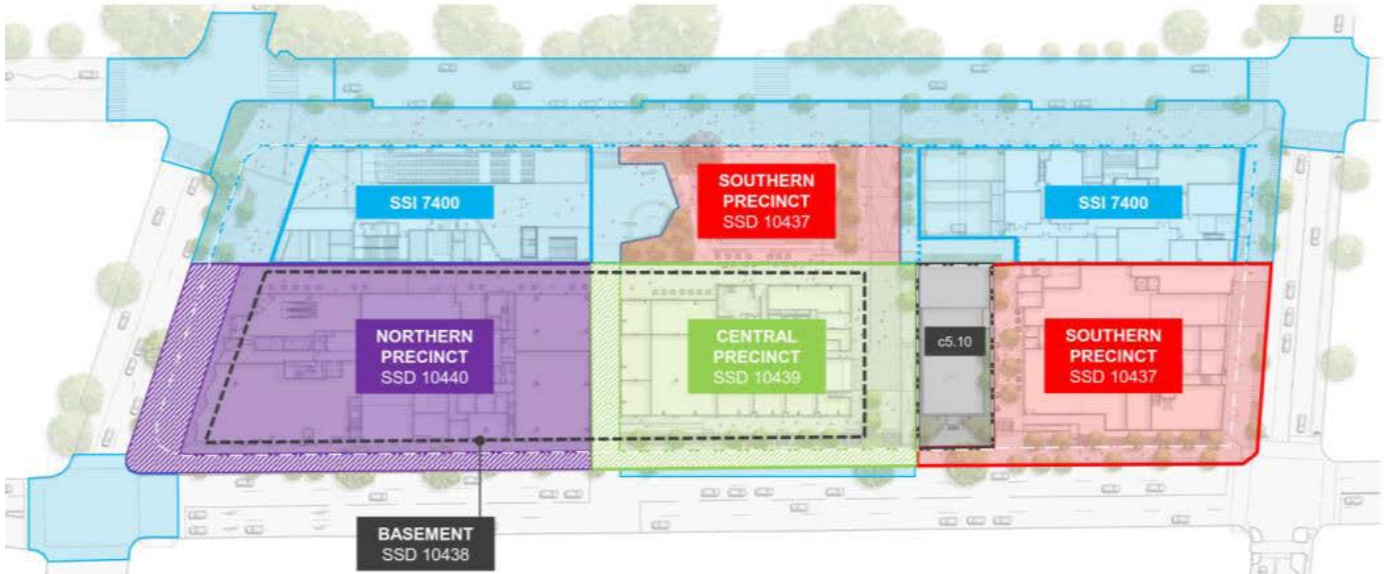 SOUTHERN
PRECINCT
SSD 10437
SSI 7400
SSI 7400
NORTHERN
PRECINCT
SSD 10440
CENTRAL
PRECINCT
SSD 10439
c5.10
SOUTHERN
PRECINCT
SSD 10437
BASEMENT
SSD 10438